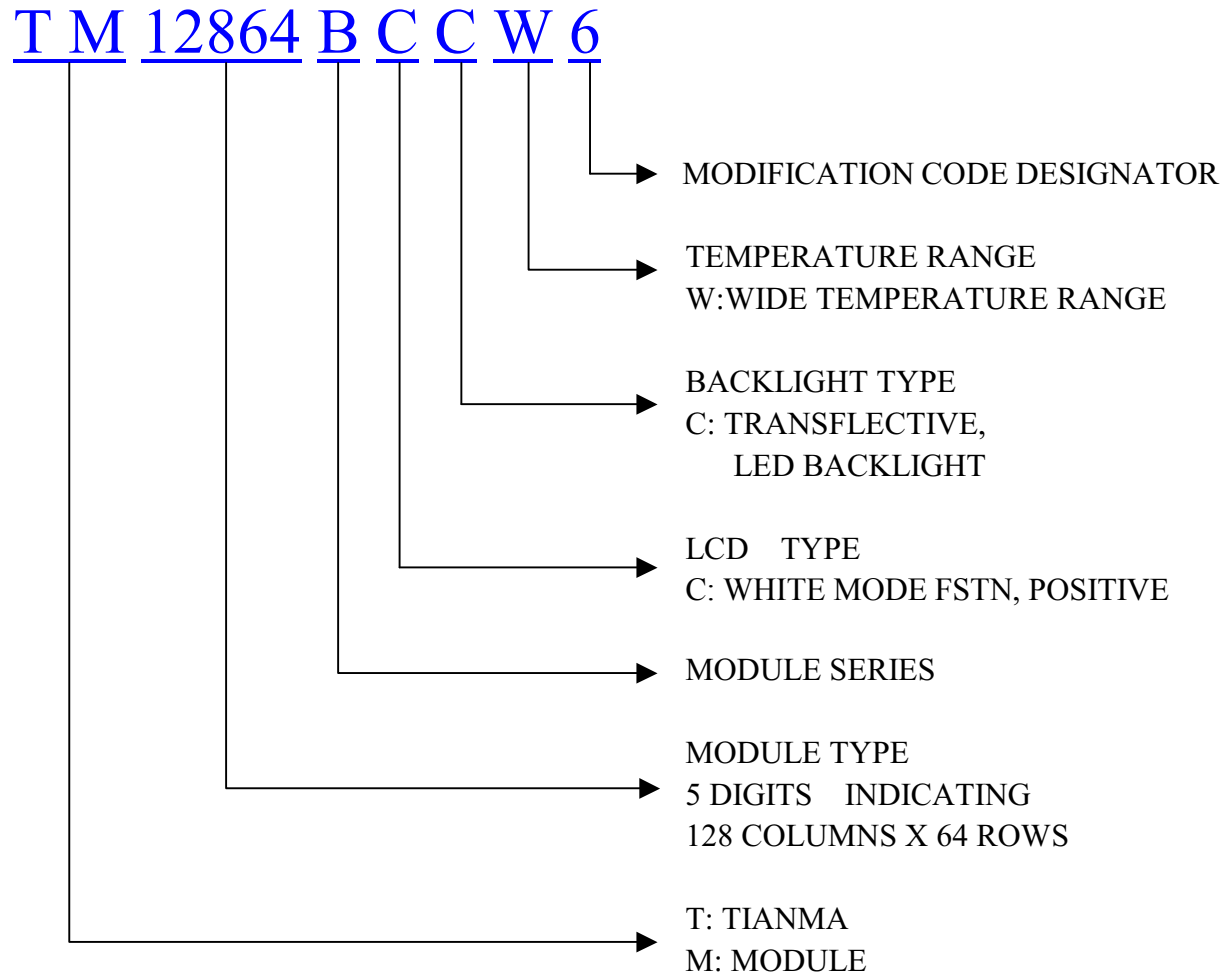 T M 12864 B C C W 6
MODIFICATION CODE DESIGNATOR
TEMPERATURE RANGE
W:WIDE TEMPERATURE RANGE
BACKLIGHT TYPE
C: TRANSFLECTIVE,
LED BACKLIGHT
LCD TYPE
C: WHITE MODE FSTN, POSITIVE
MODULE SERIES
MODULE TYPE
5 DIGITS INDICATING
128 COLUMNS X 64 ROWS
T: TIANMA
M: MODULE